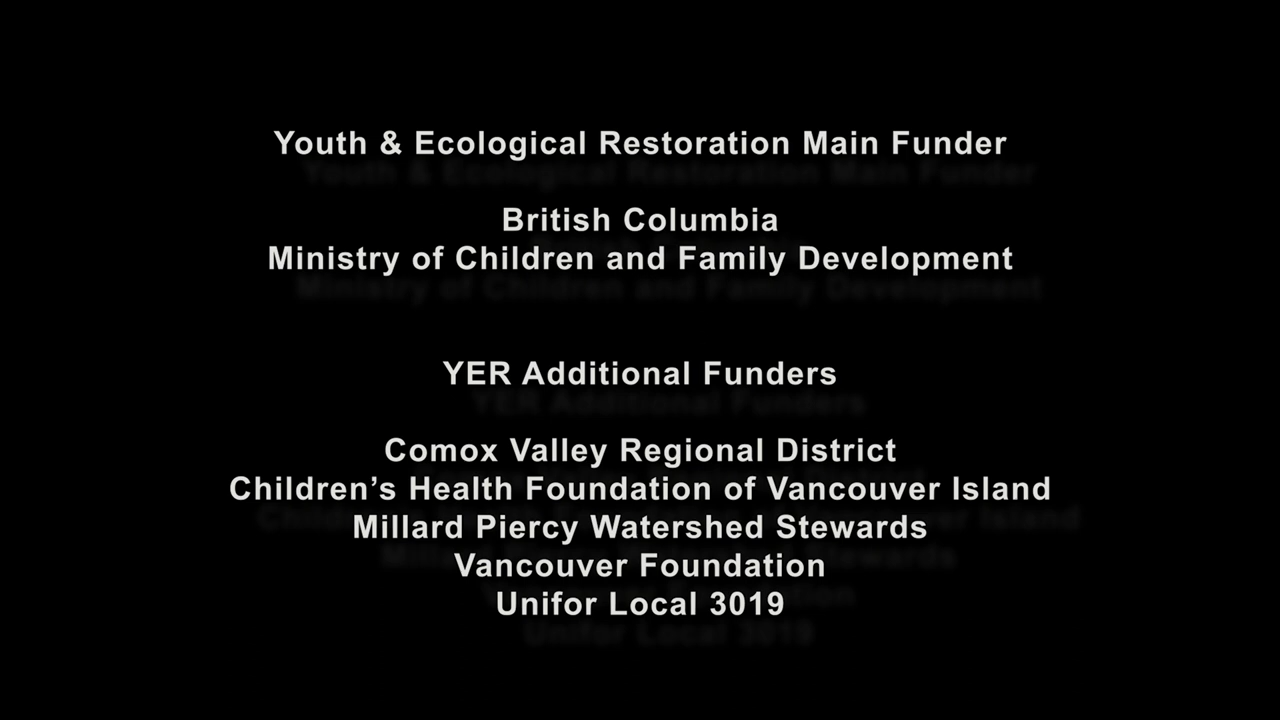 Youth & Ecological Restoration Main Funder
British Columbia
Ministry of Children and Family Development
YER Additional Funders
Comox Valley Regional District
Children’s Health Foundation of Vancouver Island
Millard Piercy Watershed Stewards
Vancouver Foundation
Unifor Local 3019